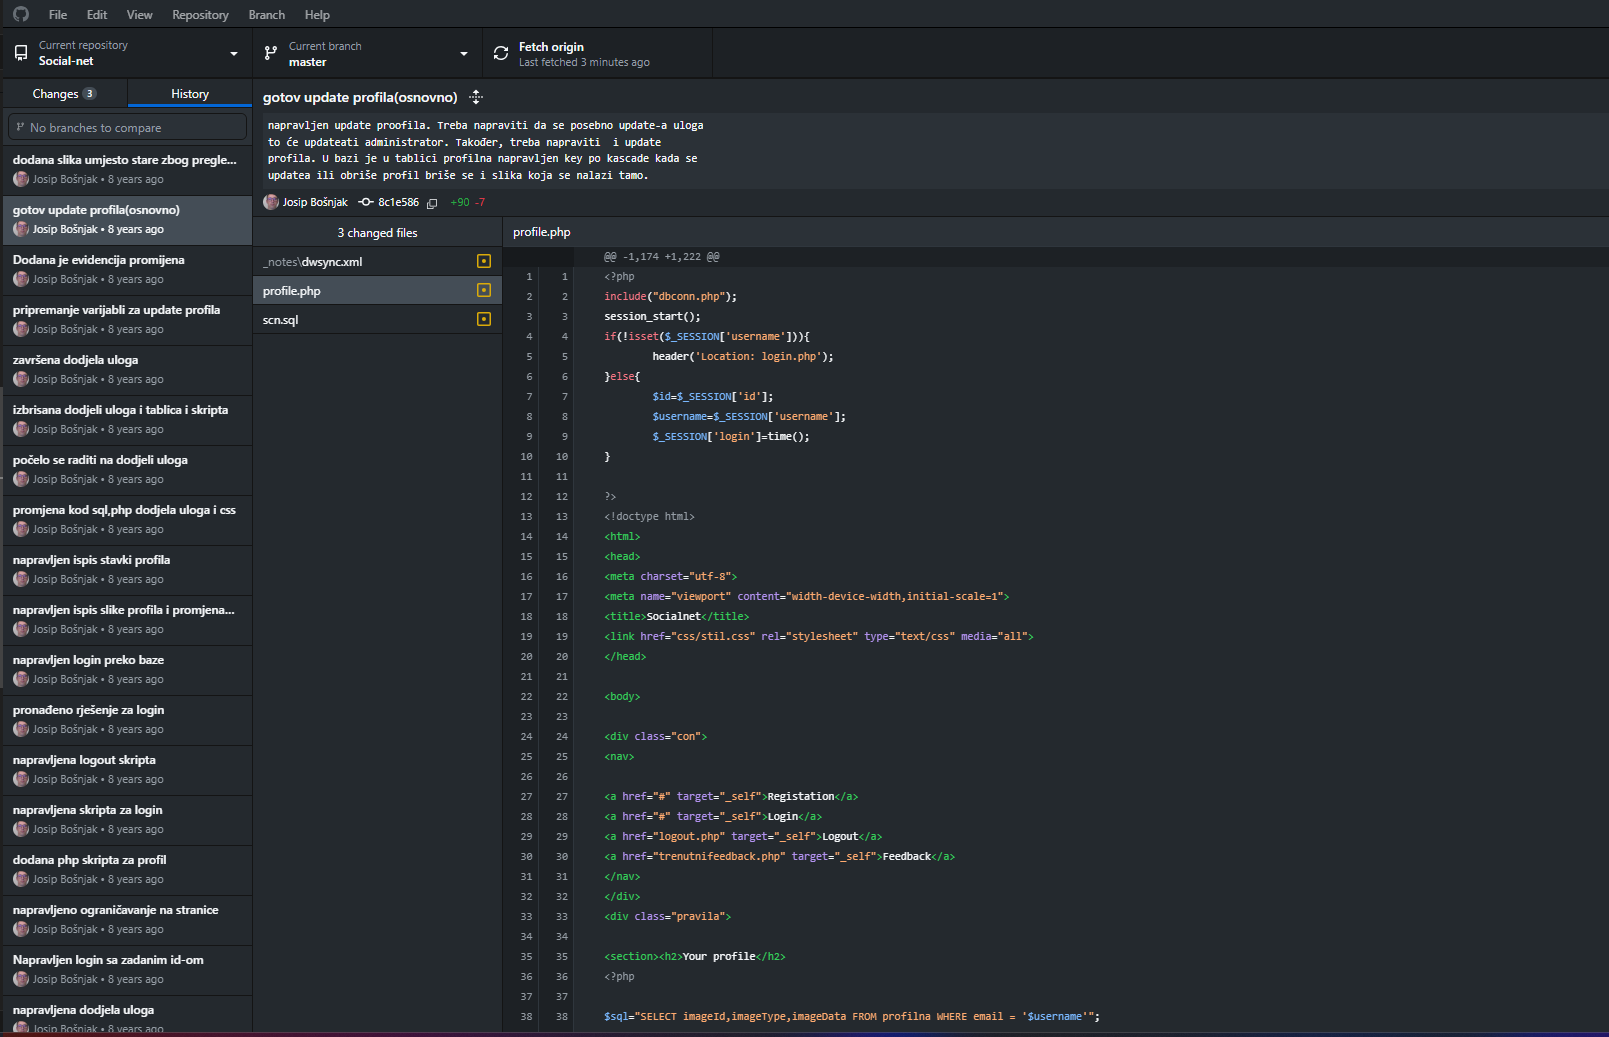 File Edit View Repository Branch Help
Current repository
Social-net
Current branch
master
Fetch origin
Last fetched 3 minutes ago
Changes 3
History
No branches to compare
dodana slika umjesto stare zbog pregle...
Josip Bošnjak • 8 years ago
gotov update profila(osnovno)
Josip Bošnjak • 8 years ago
Dodana je evidencija promijena
Josip Bošnjak • 8 years ago
pripremanje varijabli za update profila
Josip Bošnjak • 8 years ago
završena dodjela uloga
Josip Bošnjak • 8 years ago
izbrisana dodjeli uloga i tablica i skripta
Josip Bošnjak • 8 years ago
počelo se raditi na dodjeli uloga
Josip Bošnjak • 8 years ago
promjena kod sql,php dodjela uloga i css
Josip Bošnjak • 8 years ago
napravljen ispis stavki profila
Josip Bošnjak • 8 years ago
napravljen ispis slike profila i promjena...
Josip Bošnjak • 8 years ago
napravljen login preko baze
Josip Bošnjak • 8 years ago
pronađeno rješenje za login
Josip Bošnjak • 8 years ago
napravljena logout skripta
Josip Bošnjak • 8 years ago
napravljena skripta za login
Josip Bošnjak • 8 years ago
dodana php skripta za profil
Josip Bošnjak • 8 years ago
napravljeno ograničavanje na stranice
Josip Bošnjak • 8 years ago
Napravljen login sa zadanim id-om
Josip Bošnjak • 8 years ago
napravljena dodjela uloga
Josip Bošnjak • 8 years ago
gotov update profila(osnovno)
napravljen update proofila. Treba napraviti da se posebno update-a uloga
to će updateati administrator. Također, treba napraviti  i update
profila. U bazi je u tablici profilna napravljen key po kascade kada se
updatea ili obriše profil briše se i slika koja se nalazi tamo.
Josip Bošnjak 8c1e586 +90 -7
3 changed files
_notes\dwsync.xml
profile.php
scn.sql
profile.php
@@ -1,174 +1,222 @@
1 1 <?php
2 2 include("dbconn.php");
3 3 session_start();
4 4 if(!isset($_SESSION['username'])){
5 5 header('Location: login.php');
6 6 }else{
7 7 $id=$_SESSION['id'];
8 8 $username=$_SESSION['username'];
9 9 $_SESSION['login']=time();
10 10 }
11 11
12 12 ?>
13 13 <!doctype html>
14 14 <html>
15 15 <head>
16 16 <meta charset="utf-8">
17 17 <meta name="viewport" content="width-device-width,initial-scale=1">
18 18 <title>Socialnet</title>
19 19 <link href="css/stil.css" rel="stylesheet" type="text/css" media="all">
20 20 </head>
21 21
22 22 <body>
23 23
24 24 <div class="con">
25 25 <nav>
26 26
27 27 <a href="#" target="_self">Registation</a>
28 28 <a href="#" target="_self">Login</a>
29 29 <a href="logout.php" target="_self">Logout</a>
30 30 <a href="trenutnifeedback.php" target="_self">Feedback</a>
31 31 </nav>
32 32 </div>
33 33 <div class="pravila">
34 34
35 35 <section><h2>Your profile</h2>
36 36 <?php
37 37
38 38 $sql="SELECT imageId,imageType,imageData FROM profilna WHERE email = '$username'";